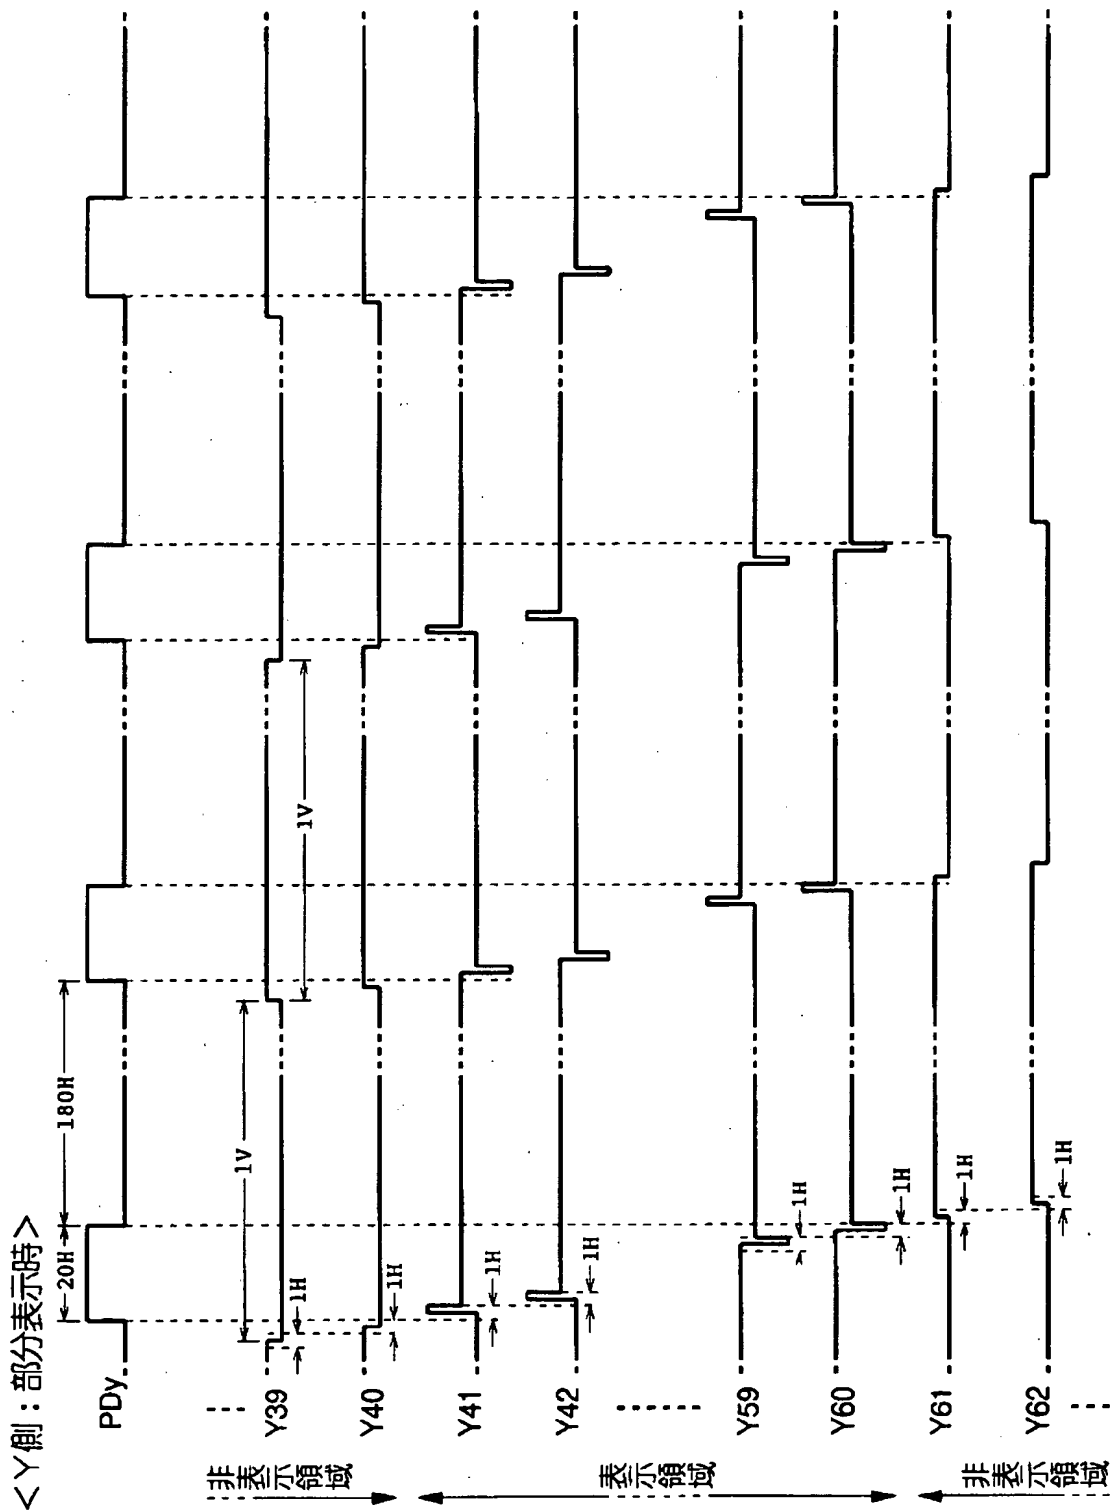 <Y側：部分表示時>
PDy
20H
180H
Y39
1V
1V
1H
Y40
1H
Y41
1H
Y42
1H
Y59
1H
Y60
1H
Y61
1H
Y62
1H
非表示領域
表示領域
非表示領域